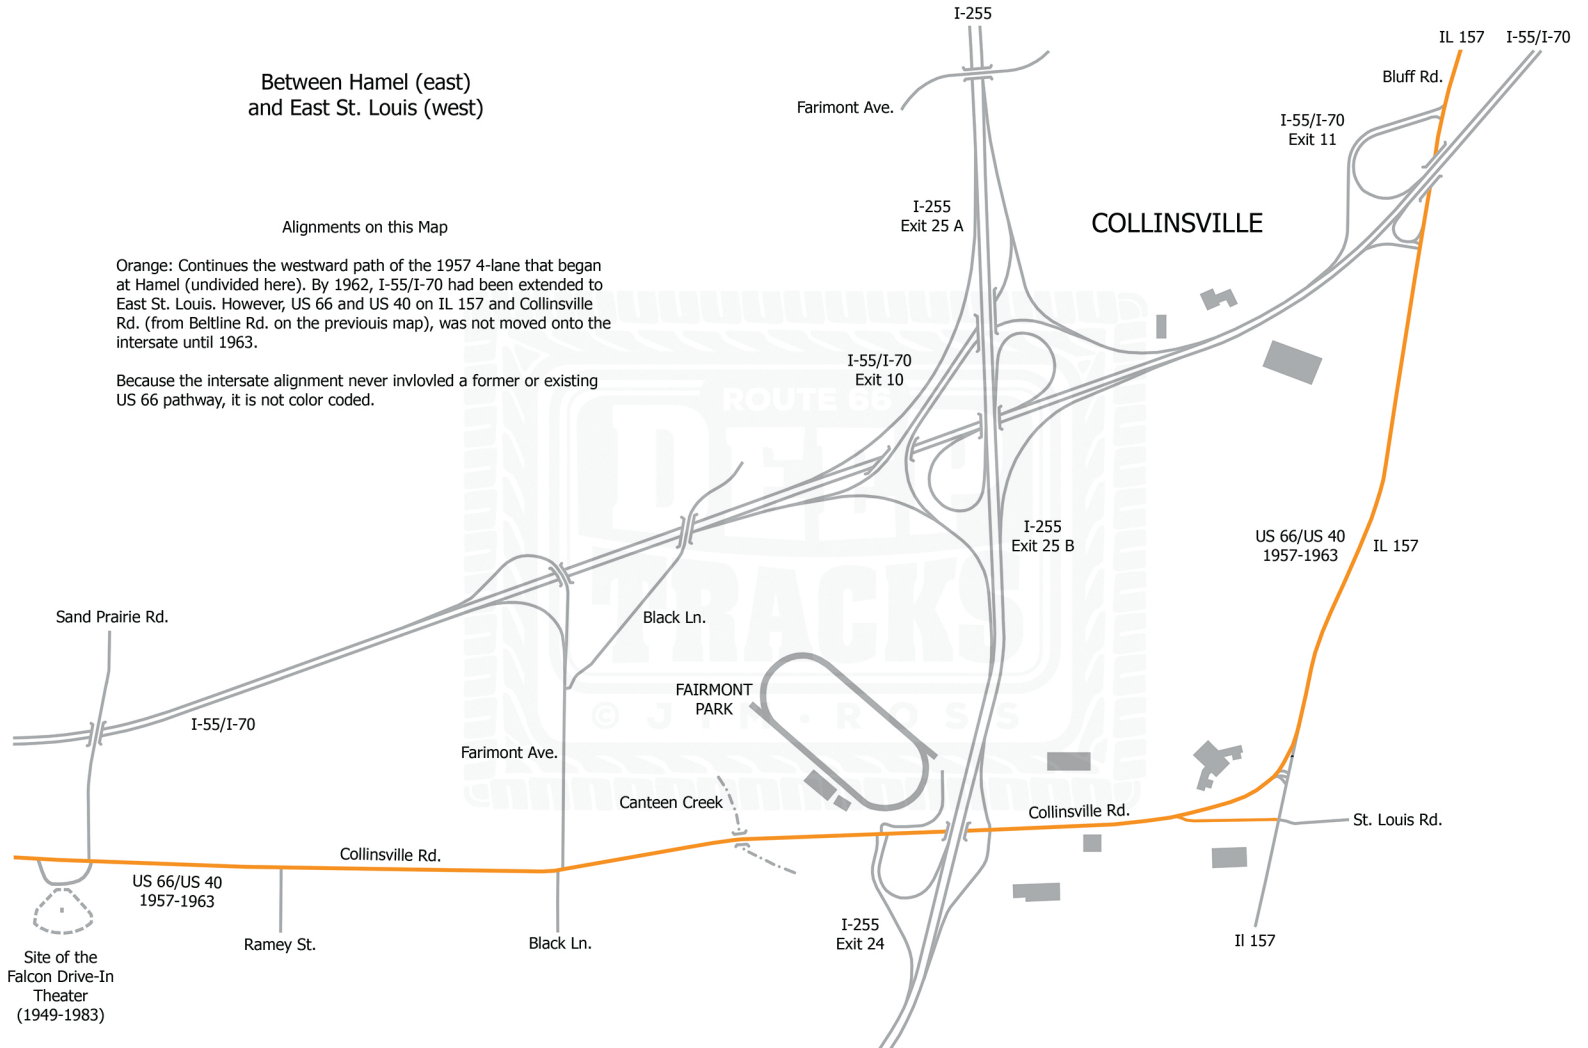 I-255
IL 157
I-55/I-70
Bluff Rd.
Between Hamel (east)
and East St. Louis (west)
Farimont Ave.
I-55/I-70
Exit 11
I-255
Exit 25 A
COLLINSVILLE
Alignments on this Map
Orange: Continues the westward path of the 1957 4-lane that began
at Hamel (undivided here). By 1962, I-55/I-70 had been extended to
East St. Louis. However, US 66 and US 40 on IL 157 and Collinsville
Rd. (from Beltline Rd. on the previouis map), was not moved onto the
intersate until 1963.
Because the intersate alignment never invlovled a former or existing
US 66 pathway, it is not color coded.
I-55/I-70
Exit 10
ROUTE 66
DEEP
TRACKS
© JIM • ROSS
I-255
Exit 25 B
US 66/US 40
1957-1963
IL 157
Sand Prairie Rd.
Black Ln.
FAIRMONT
PARK
I-55/I-70
Farimont Ave.
Canteen Creek
Collinsville Rd.
St. Louis Rd.
Collinsville Rd.
US 66/US 40
1957-1963
I-255
Exit 24
Il 157
Ramey St.
Black Ln.
Site of the
Falcon Drive-In
Theater
(1949-1983)